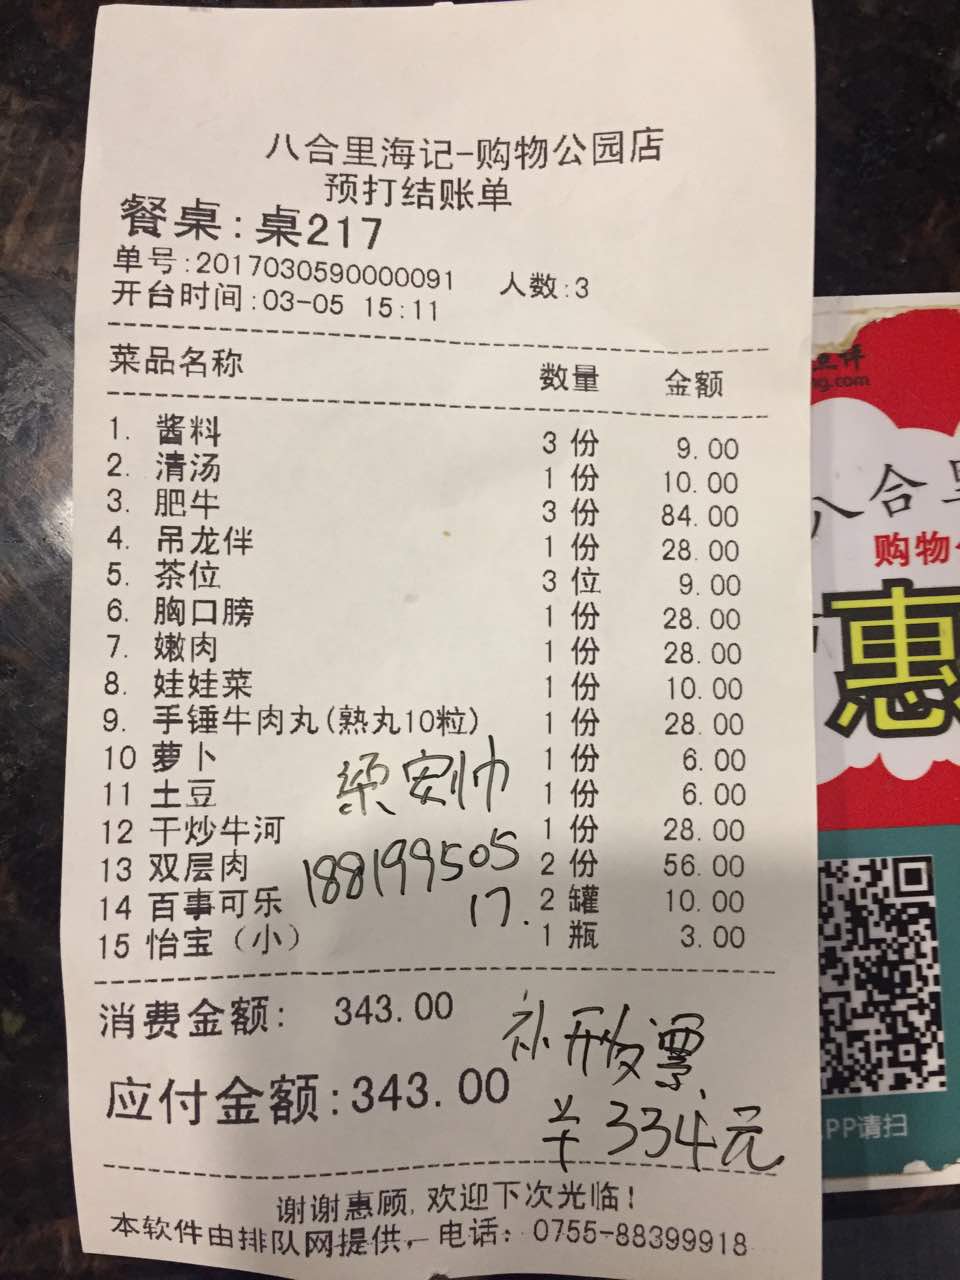 八合里海记-购物公园店
预打结账单
餐桌:桌217
单号:2017030590000091 人数:3
开台时间:03-05 15:11
菜品名称 数量 金额
1. 酱料 3 份 9.00
2. 清汤 1 份 10.00
3. 肥牛 3 份 84.00
4. 吊龙伴 1 份 28.00
5. 茶位 3 位 9.00
6. 胸口膀 1 份 28.00
7. 嫩肉 1 份 28.00
8. 娃娃菜 1 份 10.00
9. 手锤牛肉丸(熟丸10粒) 1 份 28.00
10 萝卜 1 份 6.00
11 土豆 1 份 6.00
12 干炒牛河 1 份 28.00
13 双层肉 2 份 56.00
14 百事可乐 2 罐 10.00
15 怡宝（小） 1 瓶 3.00
梁安帅
188199505
17.
消费金额: 343.00
应付金额:343.00
补开发票
¥334元
谢谢惠顾,欢迎下次光临!
本软件由排队网提供，电话：0755-88399918
点评
ng.com
八合里
购物
惠
APP请扫